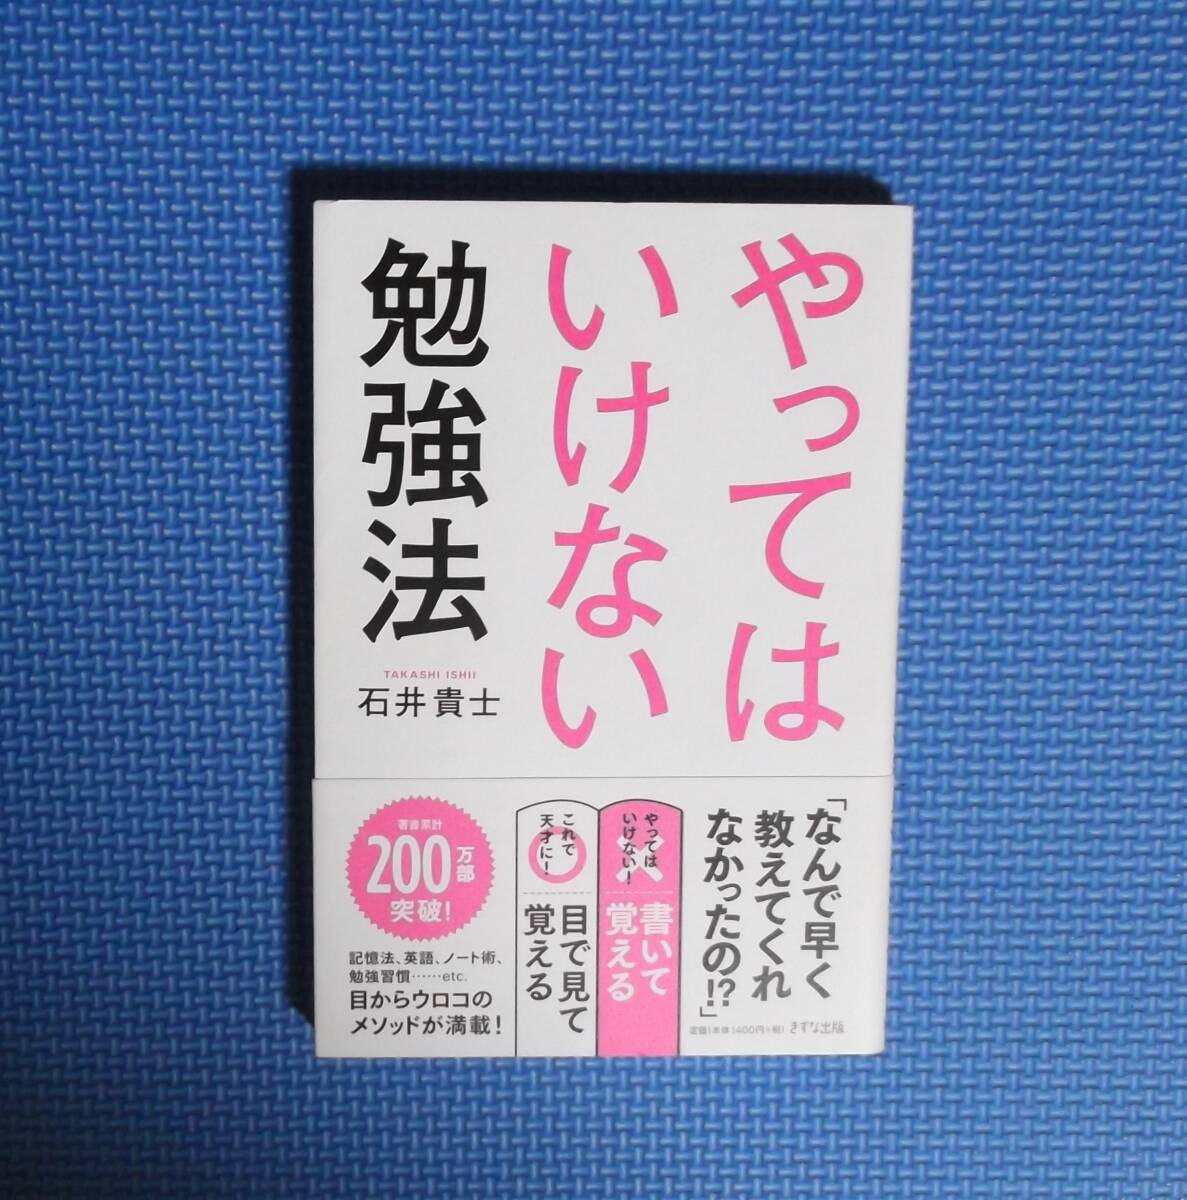 やっては
いけない
勉強法
TAKASHI ISHII
石井貴士
「なんで早く
教えてくれ
なかったの!?」
定価(本体1400円+税) きずな出版
やっては
いけない!
×
書いて
覚える
これで
天才に!
目で見て
覚える
著書累計
200万部
突破!
記憶法、英語、ノート術、
勉強習慣……etc.
目からウロコの
メソッドが満載!